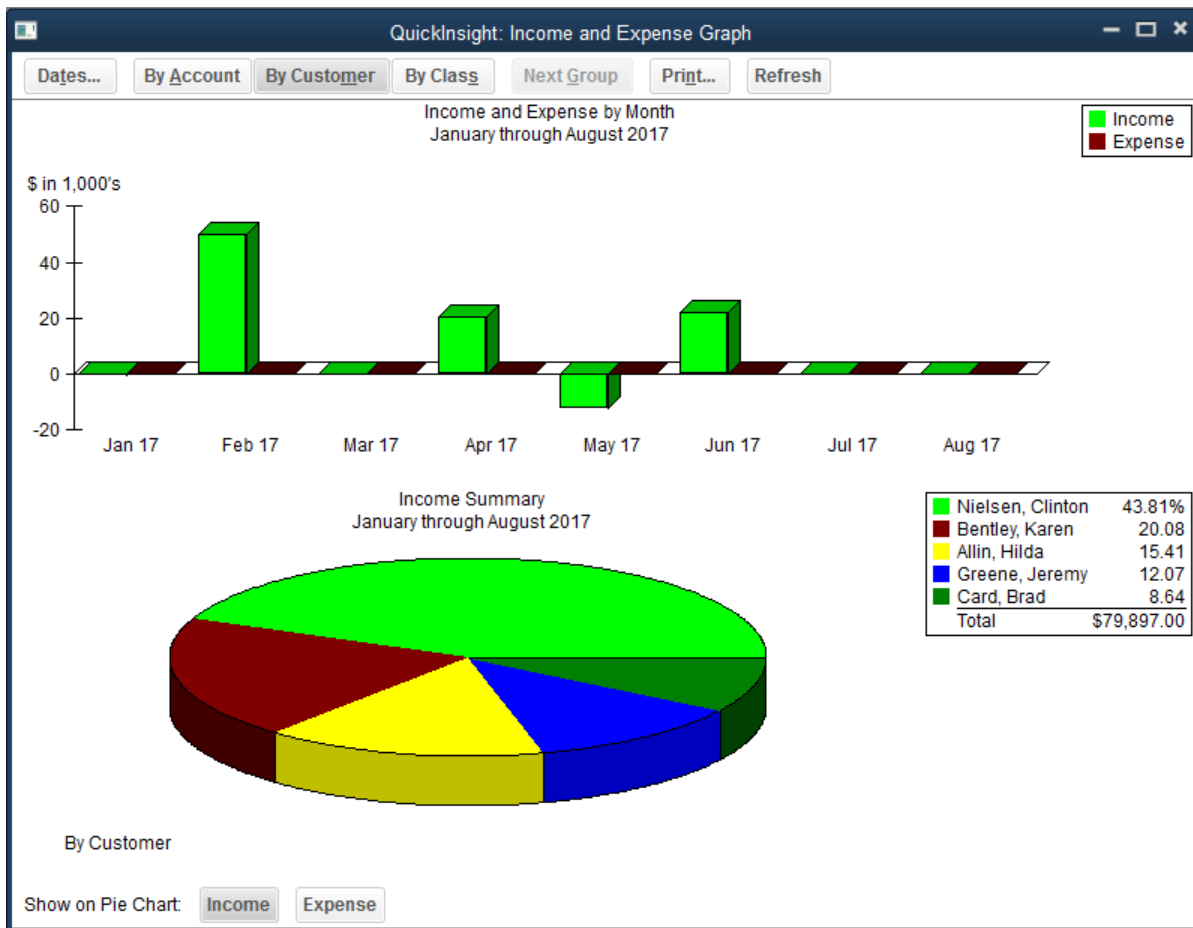 QuickInsight: Income and Expense Graph
Dates... By Account By Customer By Class Next Group Print... Refresh
Income and Expense by Month
January through August 2017
Income
Expense
$ in 1,000's
60
40
20
0
-20
Jan 17 Feb 17 Mar 17 Apr 17 May 17 Jun 17 Jul 17 Aug 17
Income Summary
January through August 2017
Nielsen, Clinton 43.81%
Bentley, Karen 20.08
Allin, Hilda 15.41
Greene, Jeremy 12.07
Card, Brad 8.64
Total $79,897.00
By Customer
Show on Pie Chart: Income Expense